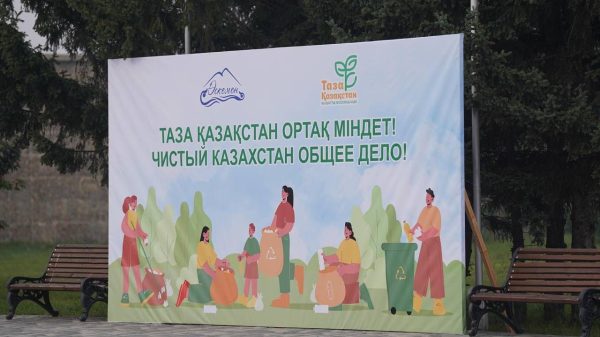 Өскемен
Таза
Қазақстан
ТАЗА ҚАЗАҚСТАН ОРТАҚ МІНДЕТ!
ЧИСТЫЙ КАЗАХСТАН ОБЩЕЕ ДЕЛО!